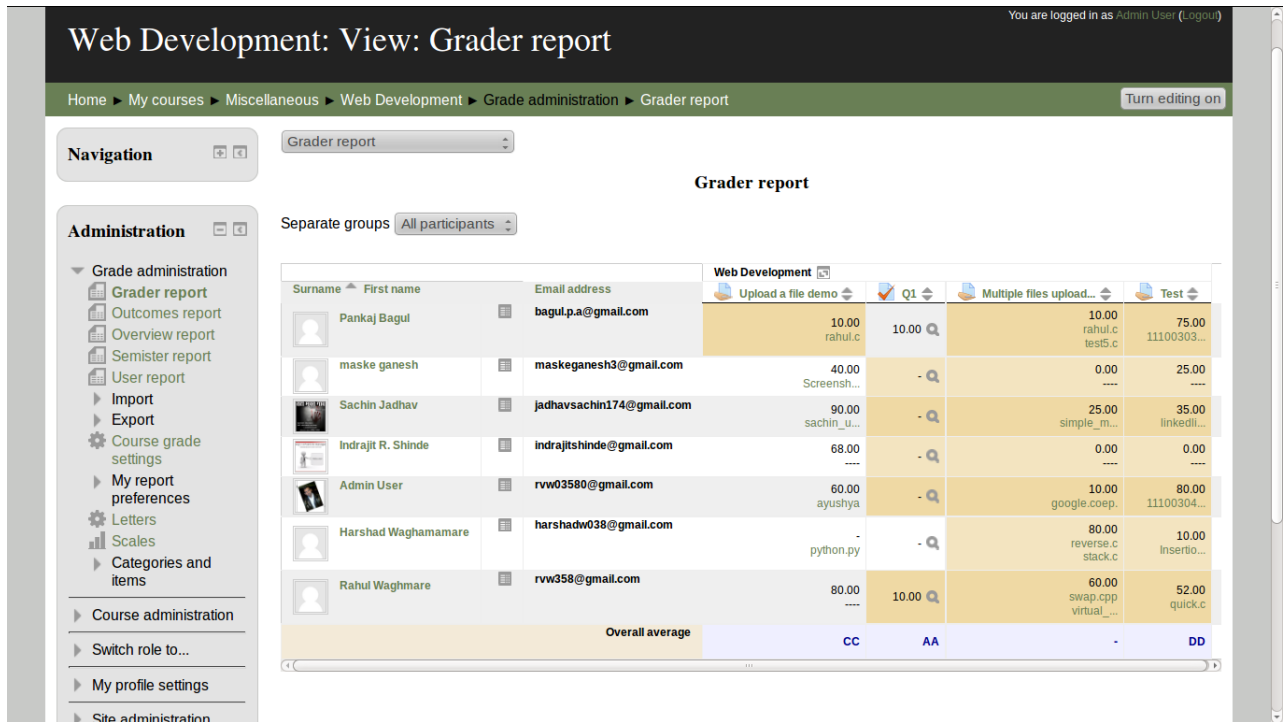 You are logged in as Admin User (Logout)
Web Development: View: Grader report
Home ► My courses ► Miscellaneous ► Web Development ► Grade administration ► Grader report
Turn editing on
Navigation
Administration
Grade administration
Grader report
Outcomes report
Overview report
Semister report
User report
Import
Export
Course grade
settings
My report
preferences
Letters
Scales
Categories and
items
Course administration
Switch role to...
My profile settings
Site administration
Grader report
Grader report
Separate groups All participants
Web Development
Surname First name Email address Upload a file demo Q1 Multiple files upload... Test
Pankaj Bagul bagul.p.a@gmail.com 10.00 10.00 10.00 75.00
rahul.c rahul.c 11100303...
test5.c
maske ganesh maskeganesh3@gmail.com 40.00 - 0.00 25.00
Screensh... ---- ----
Sachin Jadhav jadhavsachin174@gmail.com 90.00 - 25.00 35.00
sachin_u... simple_m... linkedli...
Indrajit R. Shinde indrajitshinde@gmail.com 68.00 - 0.00 0.00
---- ---- ----
Admin User rvw03580@gmail.com 60.00 - 10.00 80.00
ayushya google.coep. 11100304...
Harshad Waghamamare harshadw038@gmail.com - - 80.00 10.00
python.py reverse.c Insertio...
stack.c
Rahul Waghmare rvw358@gmail.com 80.00 10.00 60.00 52.00
---- swap.cpp quick.c
virtual_...
Overall average CC AA - DD